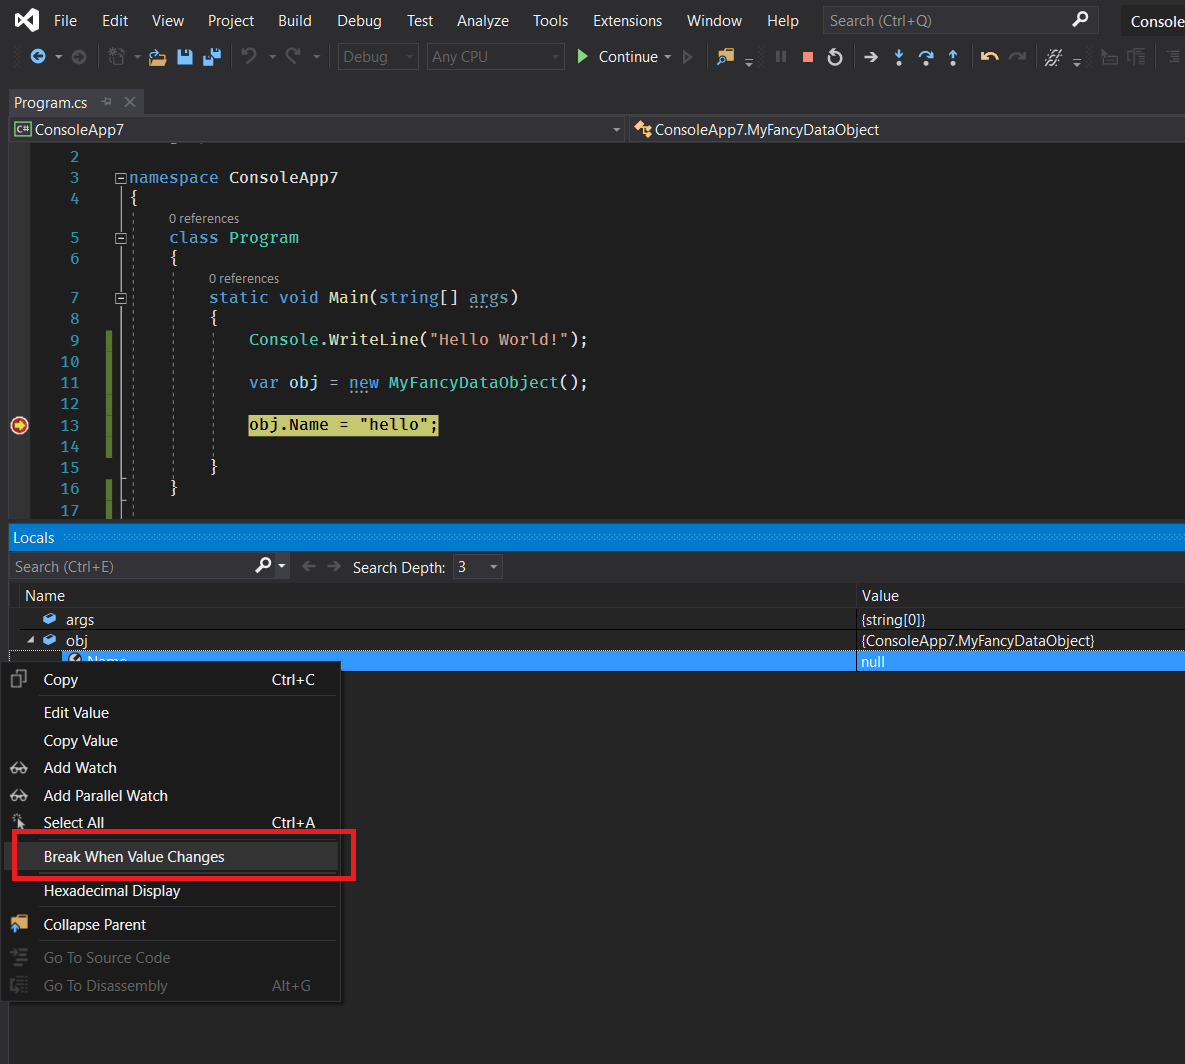 File Edit View Project Build Debug Test Analyze Tools Extensions Window Help Search (Ctrl+Q) Console
Debug Any CPU Continue
Program.cs
C# ConsoleApp7 ConsoleApp7.MyFancyDataObject
2
3 namespace ConsoleApp7
4 {
0 references
5 class Program
6 {
0 references
7 static void Main(string[] args)
8 {
9 Console.WriteLine("Hello World!");
10
11 var obj = new MyFancyDataObject();
12
13 obj.Name = "hello";
14
15 }
16 }
17
Locals
Search (Ctrl+E) Search Depth: 3
Name Value
args {string[0]}
obj {ConsoleApp7.MyFancyDataObject}
Name null
Copy Ctrl+C
Edit Value
Copy Value
Add Watch
Add Parallel Watch
Select All Ctrl+A
Break When Value Changes
Hexadecimal Display
Collapse Parent
Go To Source Code
Go To Disassembly Alt+G